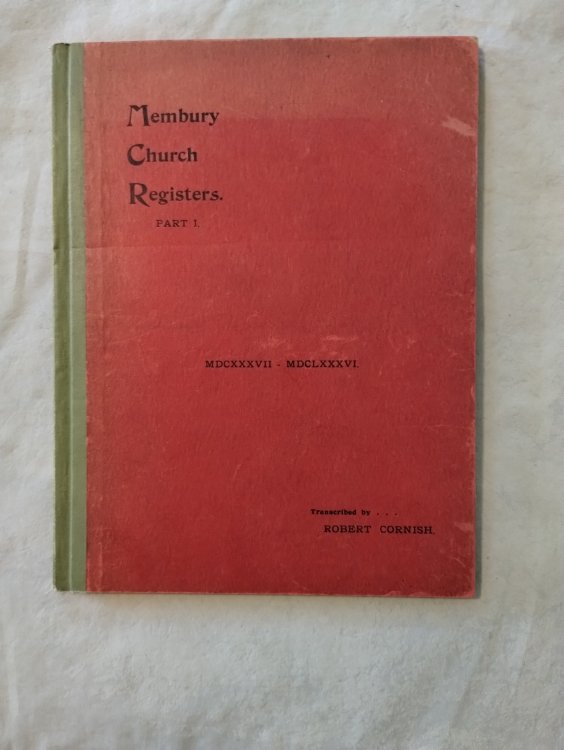 Membury
Church
Registers.
PART I.
MDCXXXVII - MDCLXXXVI.
Transcribed by . . .
ROBERT CORNISH.